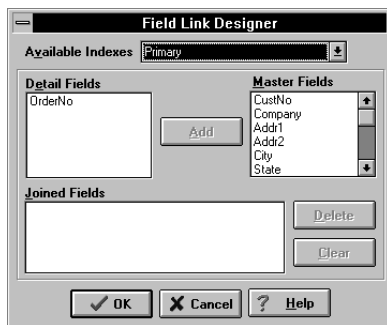 Field Link Designer
Available Indexes Primary
Detail Fields
OrderNo
Add
Master Fields
CustNo
Company
Addr1
Addr2
City
State
Joined Fields
Delete
Clear
OK Cancel ? Help